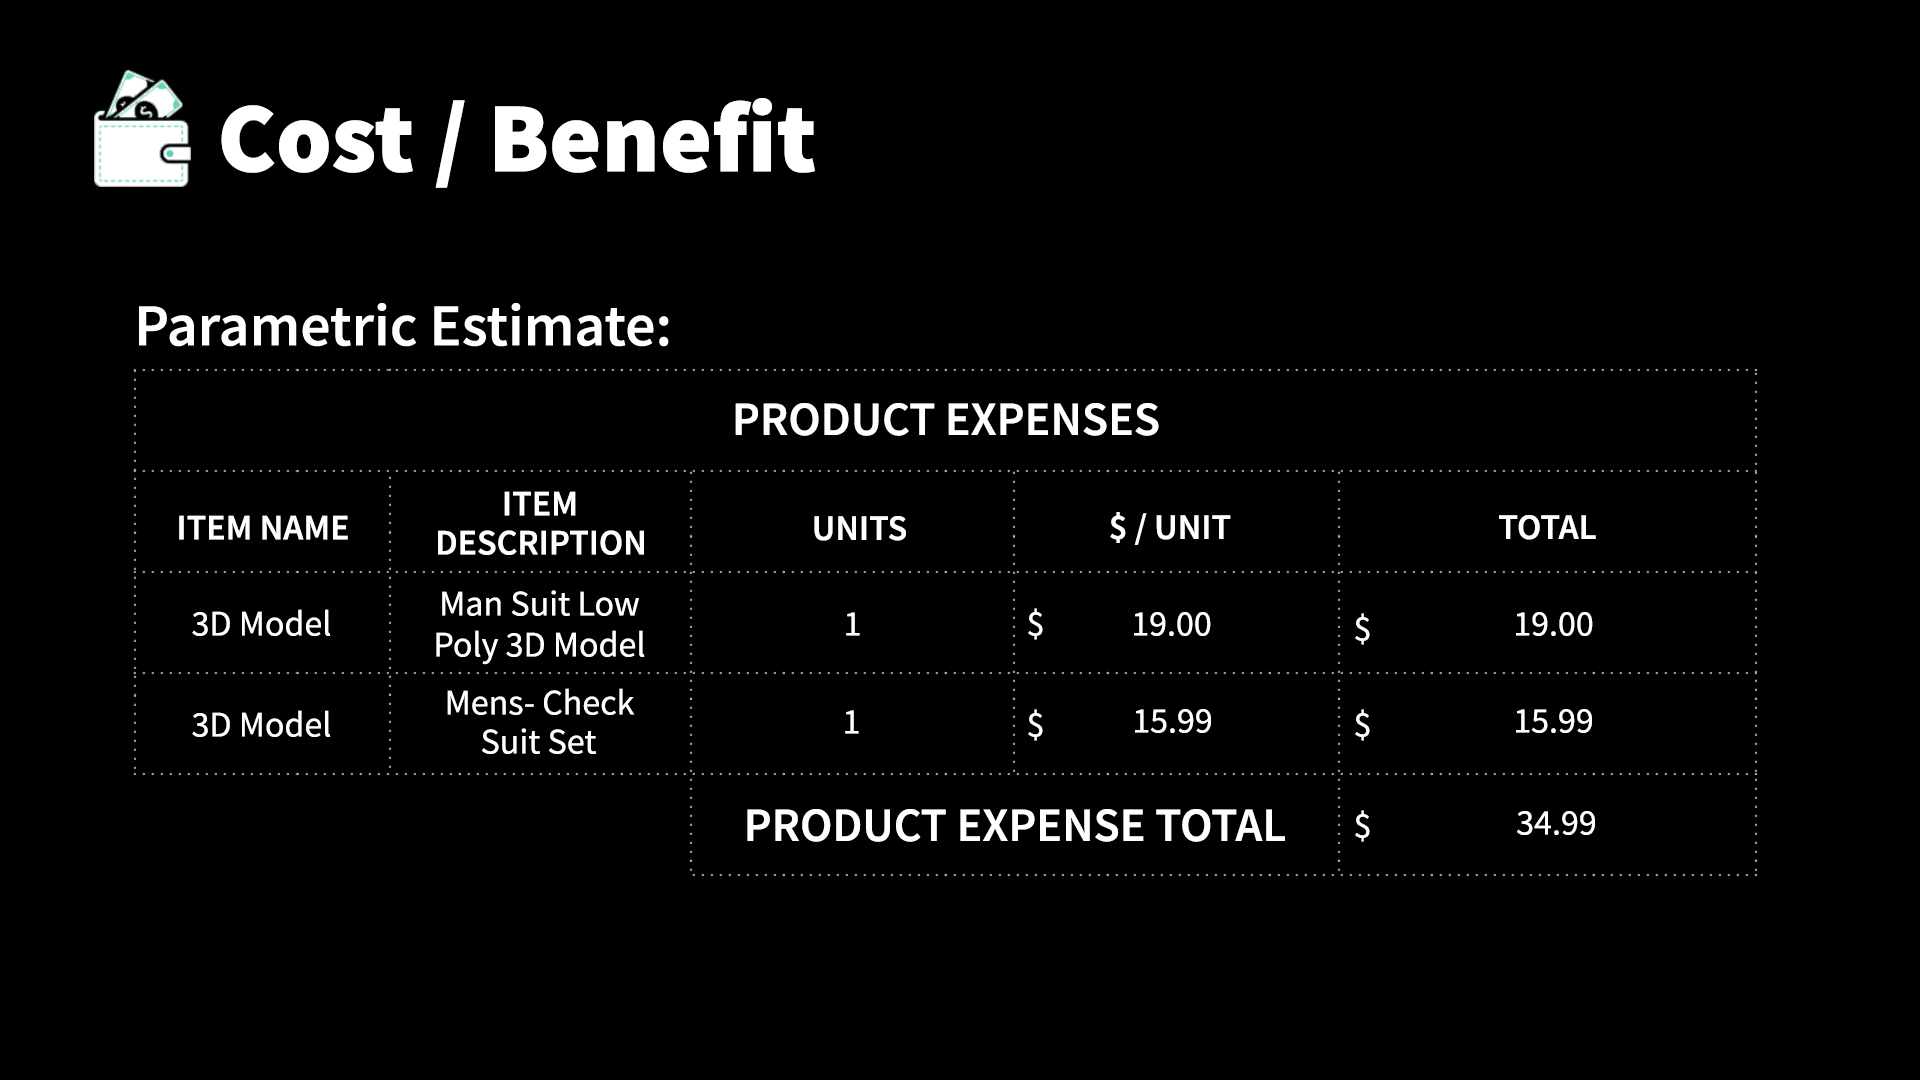 Cost / Benefit
Parametric Estimate:
PRODUCT EXPENSES
ITEM NAME
ITEM
DESCRIPTION
UNITS
$ / UNIT
TOTAL
3D Model
Man Suit Low
Poly 3D Model
1
$ 19.00
$ 19.00
3D Model
Mens- Check
Suit Set
1
$ 15.99
$ 15.99
PRODUCT EXPENSE TOTAL
$ 34.99